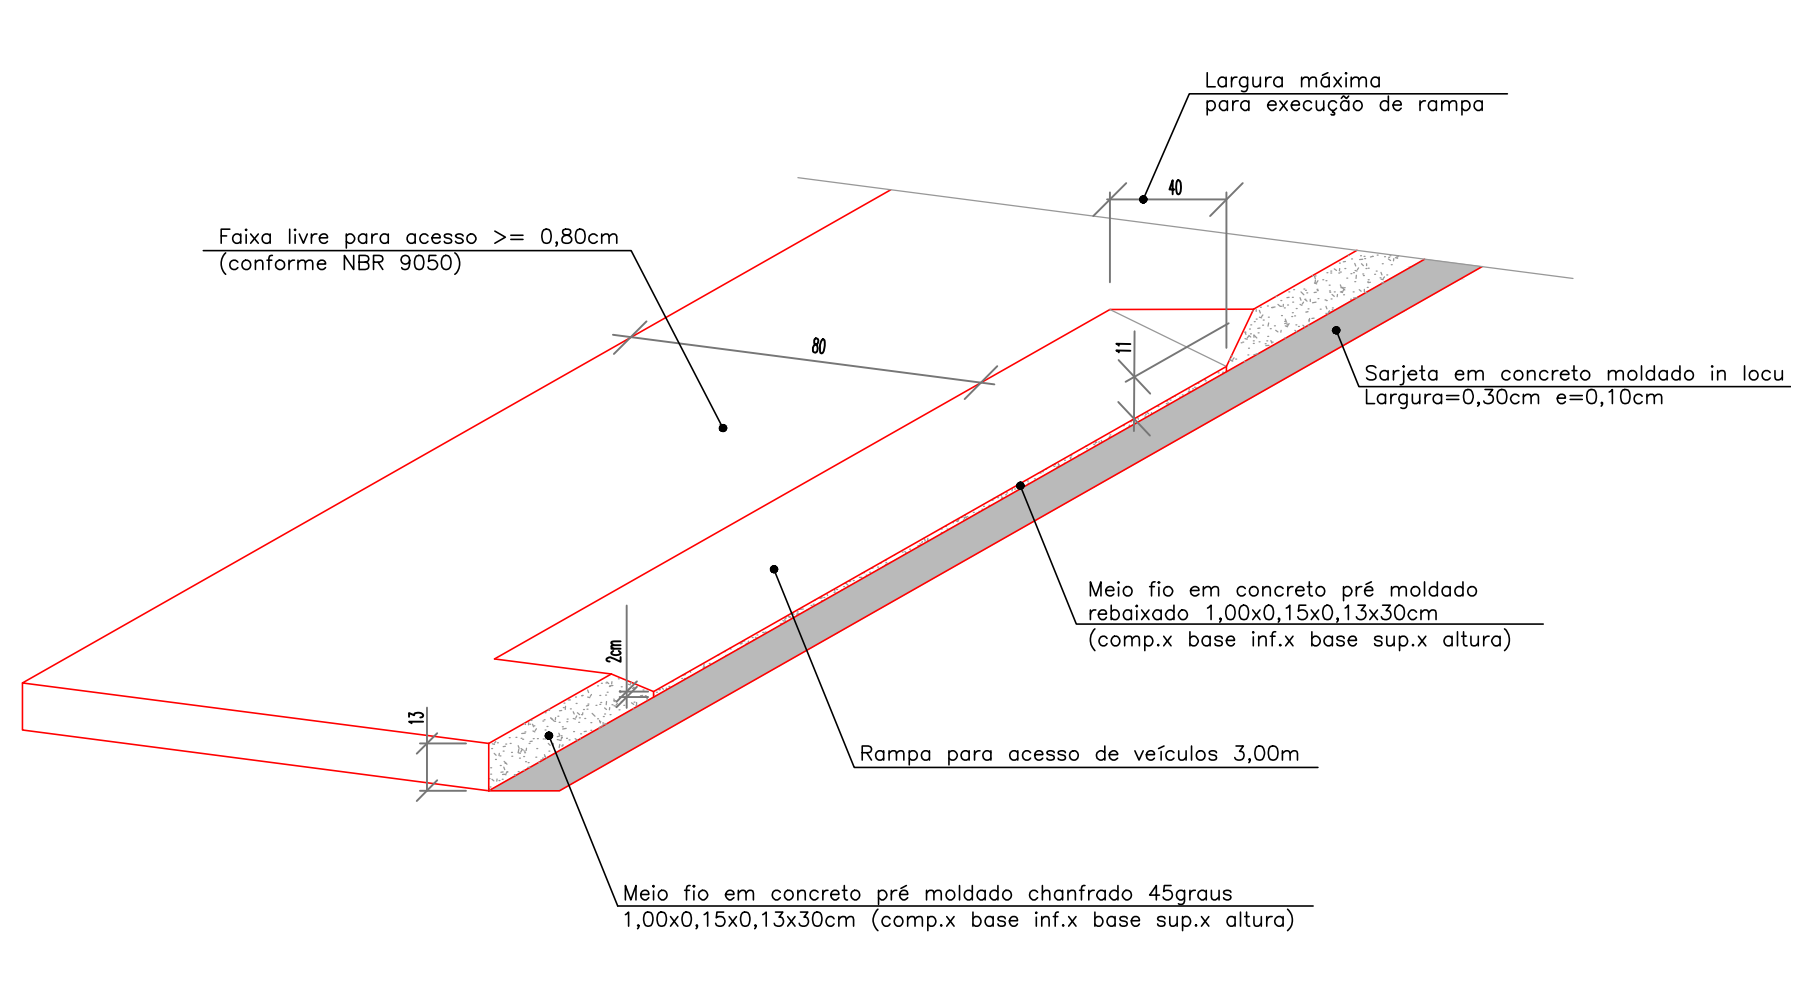 Largura máxima
para execução de rampa
40
Faixa livre para acesso >= 0,80cm
(conforme NBR 9050)
80
11
Sarjeta em concreto moldado in locu
Largura=0,30cm e=0,10cm
Meio fio em concreto pré moldado
rebaixado 1,00x0,15x0,13x30cm
(comp.x base inf.x base sup.x altura)
2cm
13
Rampa para acesso de veículos 3,00m
Meio fio em concreto pré moldado chanfrado 45graus
1,00x0,15x0,13x30cm (comp.x base inf.x base sup.x altura)